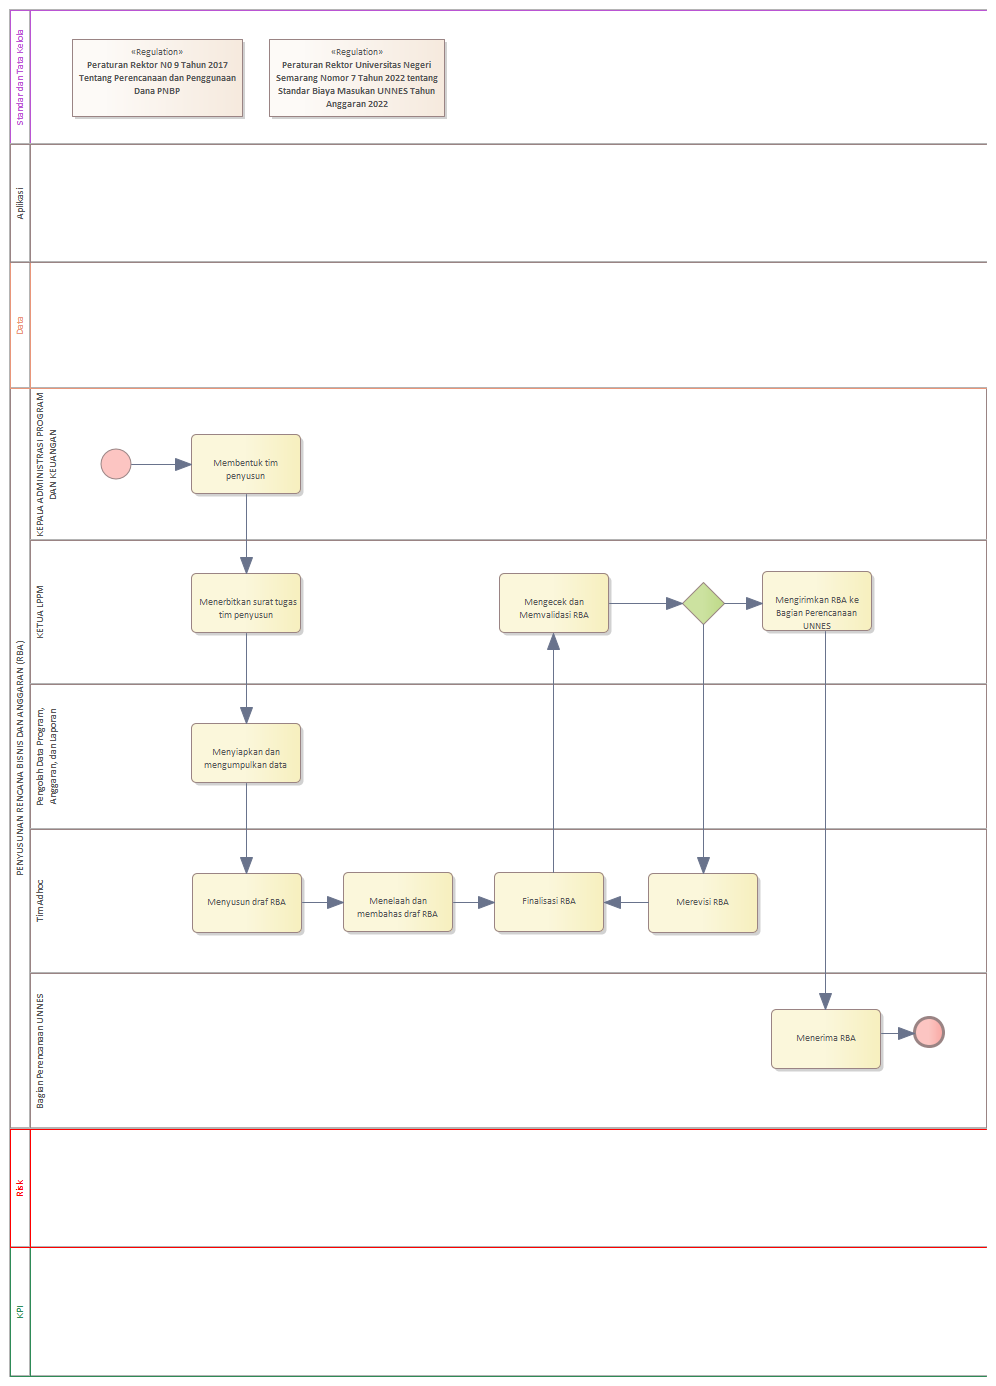 Standar dan Tata Kelola
«Regulation»
Peraturan Rektor N0 9 Tahun 2017
Tentang Perencanaan dan Penggunaan
Dana PNBP
«Regulation»
Peraturan Rektor Universitas Negeri
Semarang Nomor 7 Tahun 2022 tentang
Standar Biaya Masukan UNNES Tahun
Anggaran 2022
Aplikasi
Data
PENYUSUNAN RENCANA BISNIS DAN ANGGARAN (RBA)
KEPALA ADMINISTRASI PROGRAM
DAN KEUANGAN
Membentuk tim
penyusun
KETUA LPPM
Menerbitkan surat tugas
tim penyusun
Mengecek dan
Memvalidasi RBA
Mengirimkan RBA ke
Bagian Perencanaan
UNNES
Pengolah Data Program,
Anggaran, dan Laporan
Menyiapkan dan
mengumpulkan data
Tim Adhoc
Menyusun draf RBA
Menelaah dan
membahas draf RBA
Finalisasi RBA
Merevisi RBA
Bagian Perencanaan UNNES
Menerima RBA
Risk
KPI